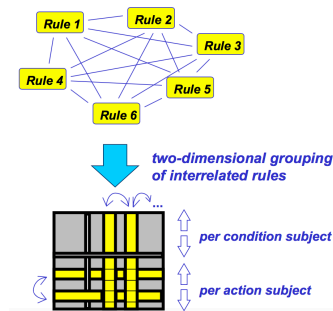 Rule 1
Rule 2
Rule 3
Rule 4
Rule 5
Rule 6
two-dimensional grouping
of interrelated rules
...
per condition subject
per action subject